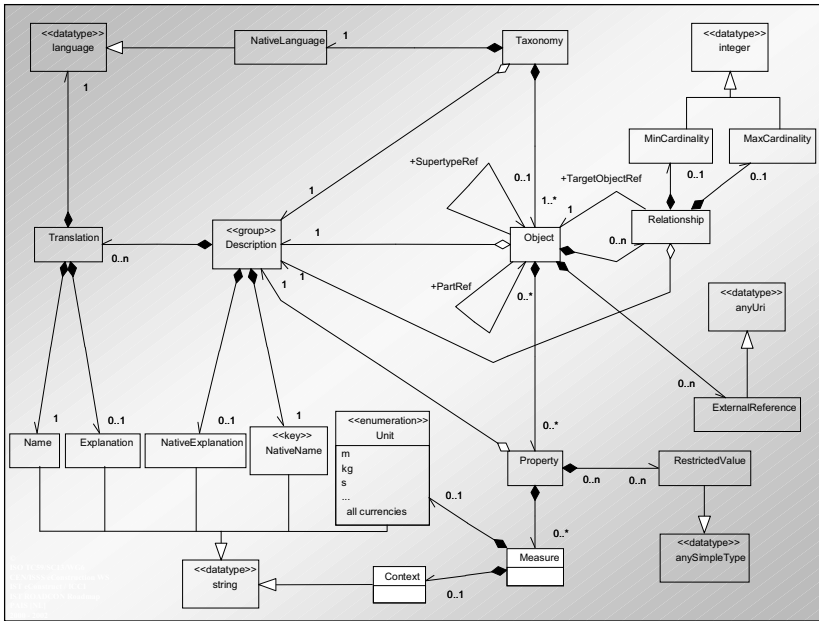 <<datatype>>
language
NativeLanguage
1
Taxonomy
<<datatype>>
integer
1
MinCardinality
MaxCardinality
+SupertypeRef
0..1
+TargetObjectRef
0..1
0..1
1
1..*
1
Relationship
Translation
<<group>>
Description
1
Object
0..n
0..n
1
1
+PartRef
0..*
<<datatype>>
anyUri
0..n
1
0..1
0..1
1
<<enumeration>>
Unit
ExternalReference
Name
Explanation
NativeExplanation
<<key>>
NativeName
m
kg
s
...
all currencies
0..*
Property
0..n
0..n
RestrictedValue
0..1
0..*
<<datatype>>
string
Context
Measure
0..1
<<datatype>>
anySimpleType